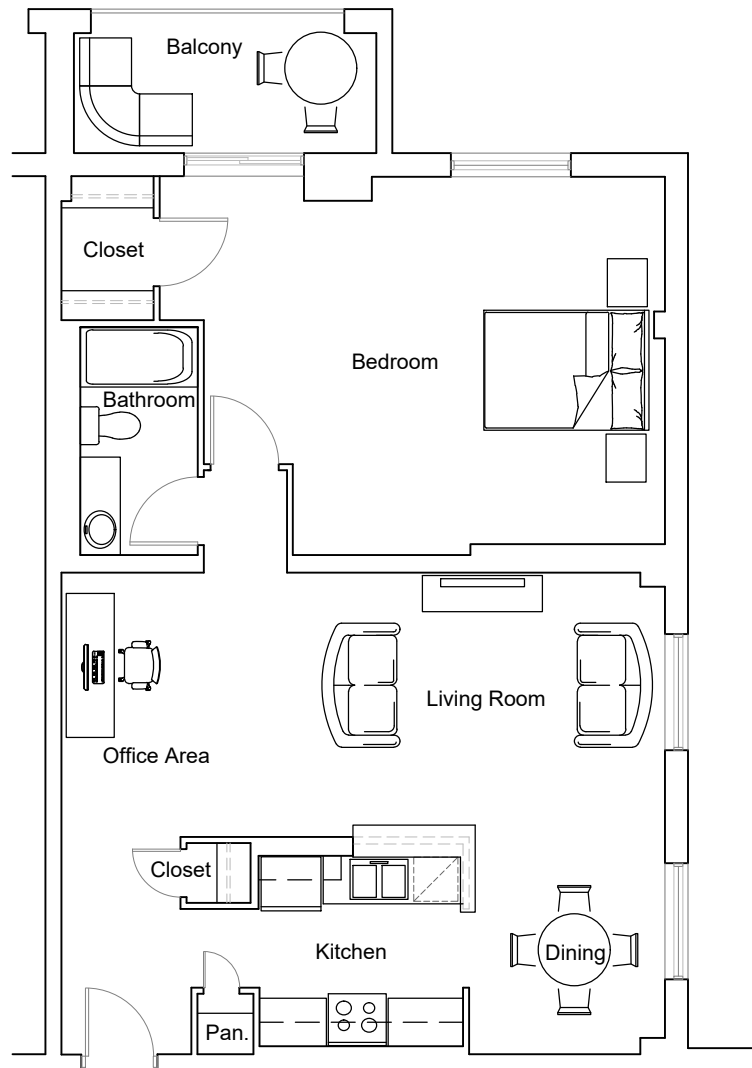 Balcony
Closet
Bedroom
Bathroom
Living Room
Office Area
Closet
Kitchen
Dining
Pan.